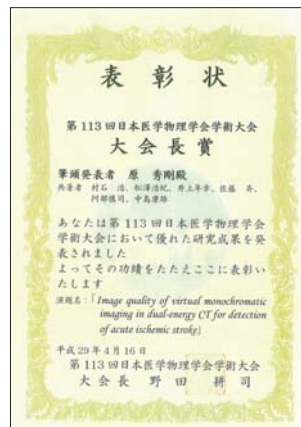 表彰状
第113回日本医学物理学会学術大会
大会長賞
筆頭発表者 原 秀剛殿
共著者 村石 浩、松澤浩紀、井上年幸、佐藤 斉、
阿部慎司、中島康雄
あなたは第113回日本医学物理学会
学術大会において優れた研究成果を発
表されました
よってその功績をたたえここに表彰い
たします
演題名：「Image quality of virtual monochromatic
imaging in dual-energy CT for detection
of acute ischemic stroke」
平成29年4月16日
第113回日本医学物理学会学術大会
大会長 野田 耕司